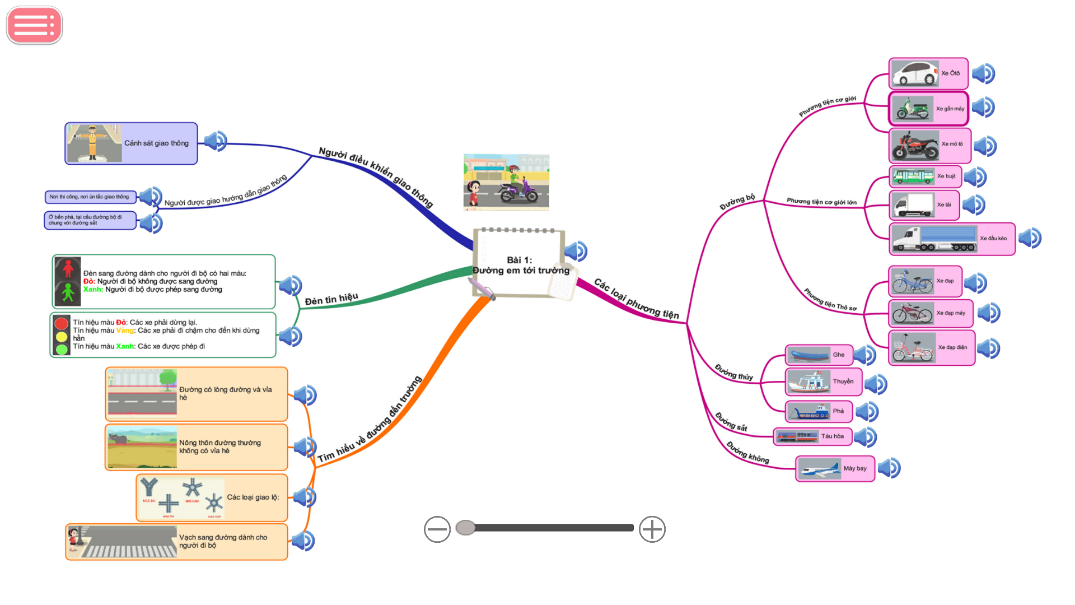 Bài 1:
Đường em tới trường
Người điều khiển giao thông
Cảnh sát giao thông
Người được giao hướng dẫn giao thông
Nơi thi công, nơi ùn tắc giao thông
Ở bến phà, tại cầu đường bộ đi
chung với đường sắt
Đèn tín hiệu
Đèn sang đường dành cho người đi bộ có hai màu:
Đỏ: Người đi bộ không được sang đường
Xanh: Người đi bộ được phép sang đường
Tín hiệu màu Đỏ: Các xe phải dừng lại.
Tín hiệu màu Vàng: Các xe phải đi chậm cho đến khi dừng
hẳn
Tín hiệu màu Xanh: Các xe được phép đi
Tìm hiểu về đường đến trường
Đường có lòng đường và vỉa
hè
Nông thôn đường thường
không có vỉa hè
Các loại giao lộ:
Vạch sang đường dành cho
người đi bộ
Các loại phương tiện
Đường bộ
Phương tiện cơ giới
Xe Ôtô
Xe gắn máy
Xe mô tô
Phương tiện cơ giới lớn
Xe buýt
Xe tải
Xe đầu kéo
Phương tiện Thô sơ
Xe đạp
Xe đạp máy
Xe đạp điện
Đường thủy
Ghe
Thuyền
Phà
Đường sắt
Tàu hỏa
Đường không
Máy bay